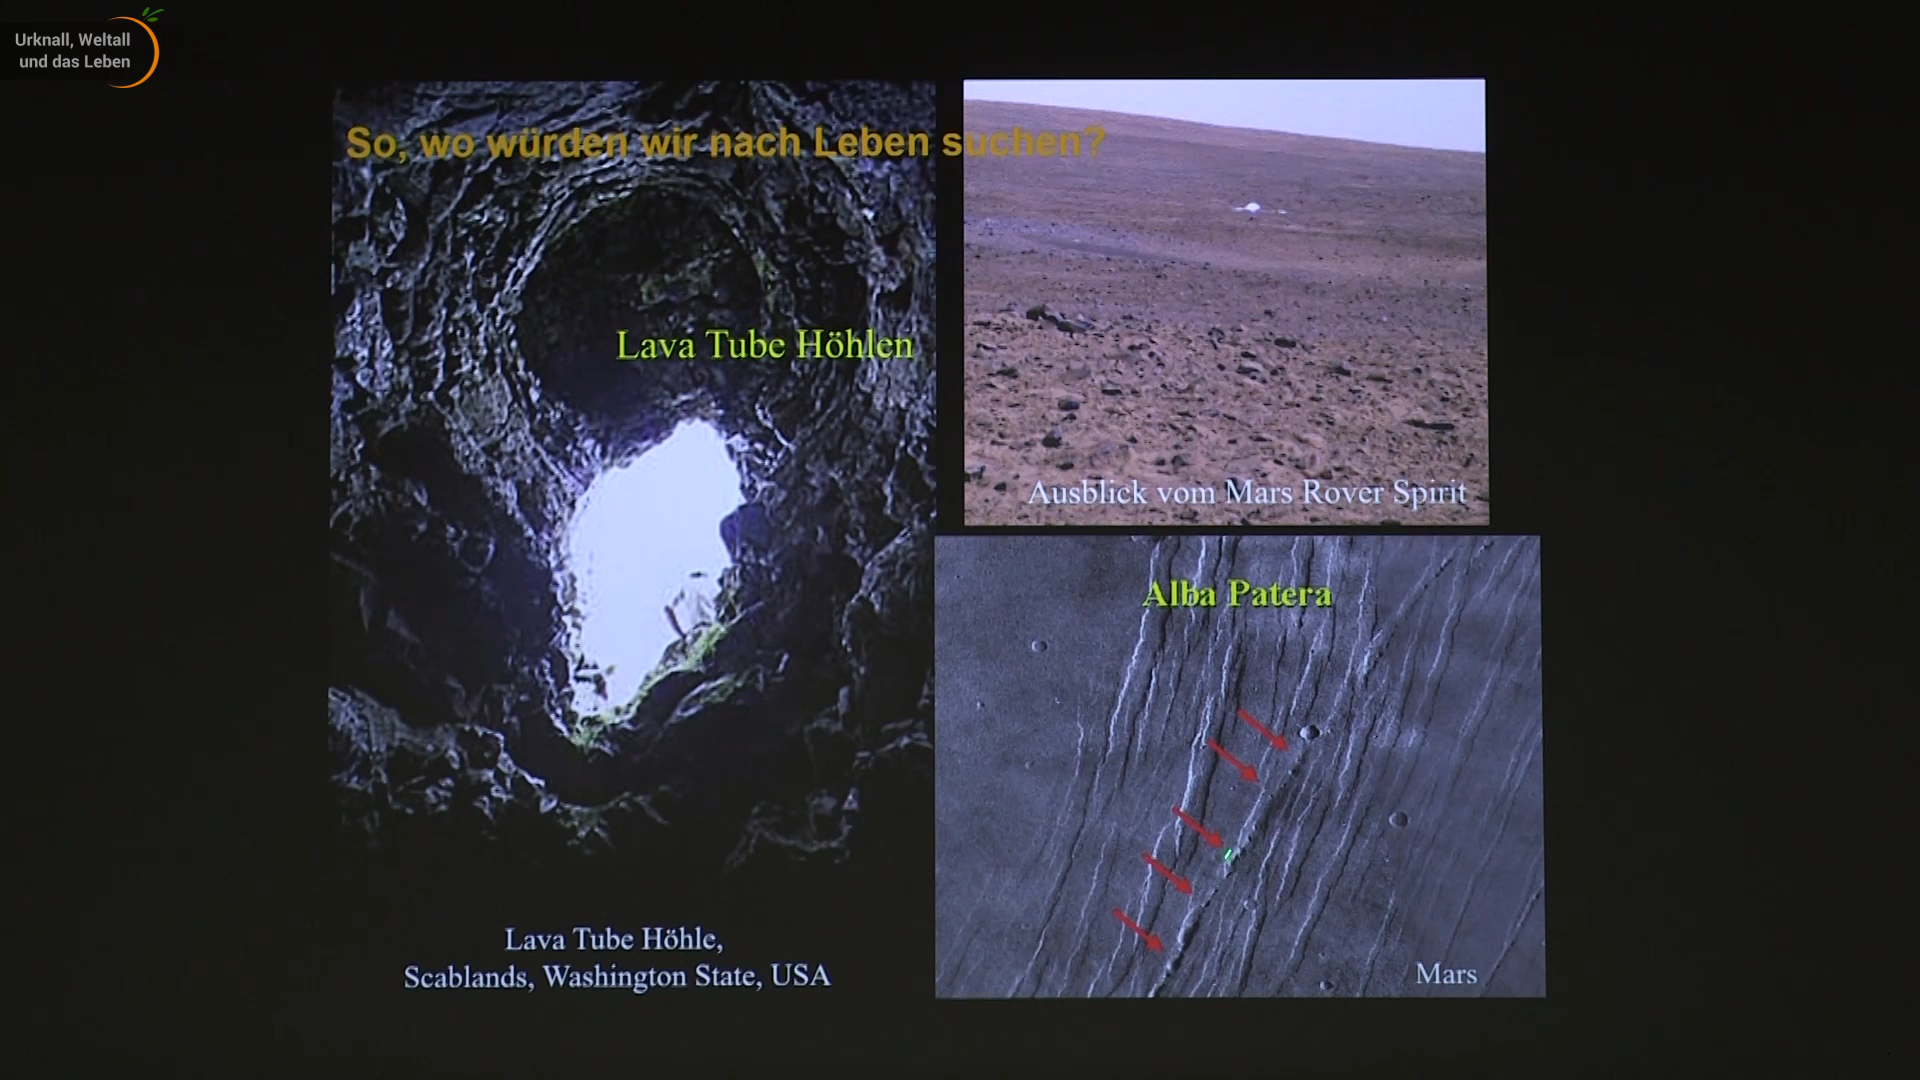 Urknall, Weltall
und das Leben
So, wo würden wir nach Leben suchen?
Lava Tube Höhlen
Ausblick vom Mars Rover Spirit
Alba Patera
Mars
Lava Tube Höhle,
Scablands, Washington State, USA